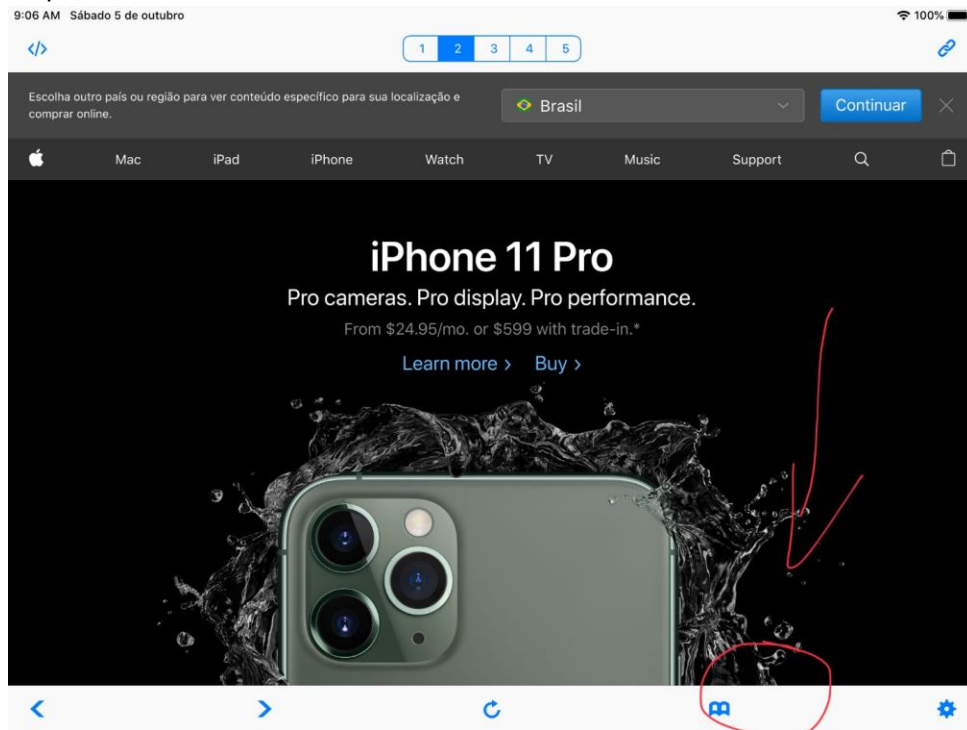 9:06 AM Sábado 5 de outubro 100%
</> 1 2 3 4 5
Escolha outro país ou região para ver conteúdo específico para sua localização e
comprar online.
Brasil Continuar
Mac iPad iPhone Watch TV Music Support
iPhone 11 Pro
Pro cameras. Pro display. Pro performance.
From $24.95/mo. or $599 with trade-in.*
Learn more > Buy >